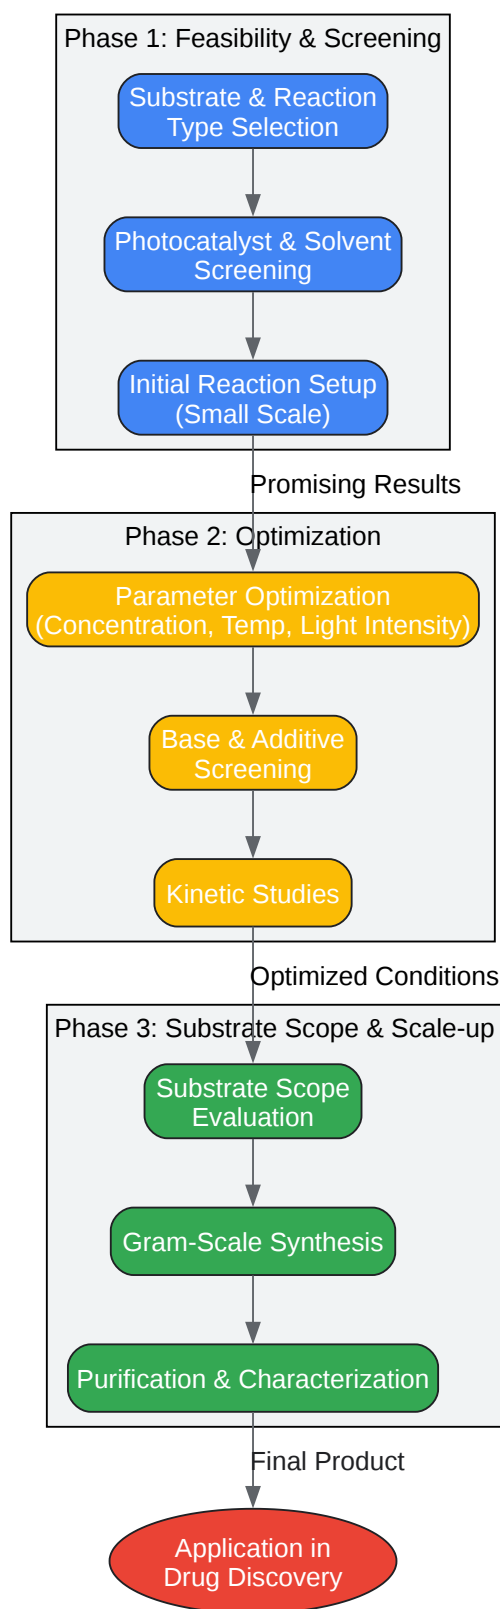 Phase 1: Feasibility & Screening
Substrate & Reaction
Type Selection
Photocatalyst & Solvent
Screening
Initial Reaction Setup
(Small Scale)
Promising Results
Phase 2: Optimization
Parameter Optimization
(Concentration, Temp, Light Intensity)
Base & Additive
Screening
Kinetic Studies
Optimized Conditions
Phase 3: Substrate Scope & Scale-up
Substrate Scope
Evaluation
Gram-Scale Synthesis
Purification & Characterization
Final Product
Application in
Drug Discovery